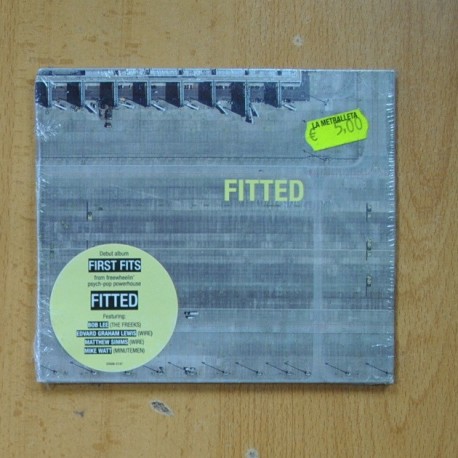 LA METRALLETA
€ 5,00
FITTED
Debut album
FIRST FITS
from freewheelin'
psych-pop powerhouse
FITTED
Featuring:
BOB LEE (THE FREEKS)
EDVARD GRAHAM LEWIS (WIRE)
MATTHEW SIMMS (WIRE)
MIKE WATT (MINUTEMEN)